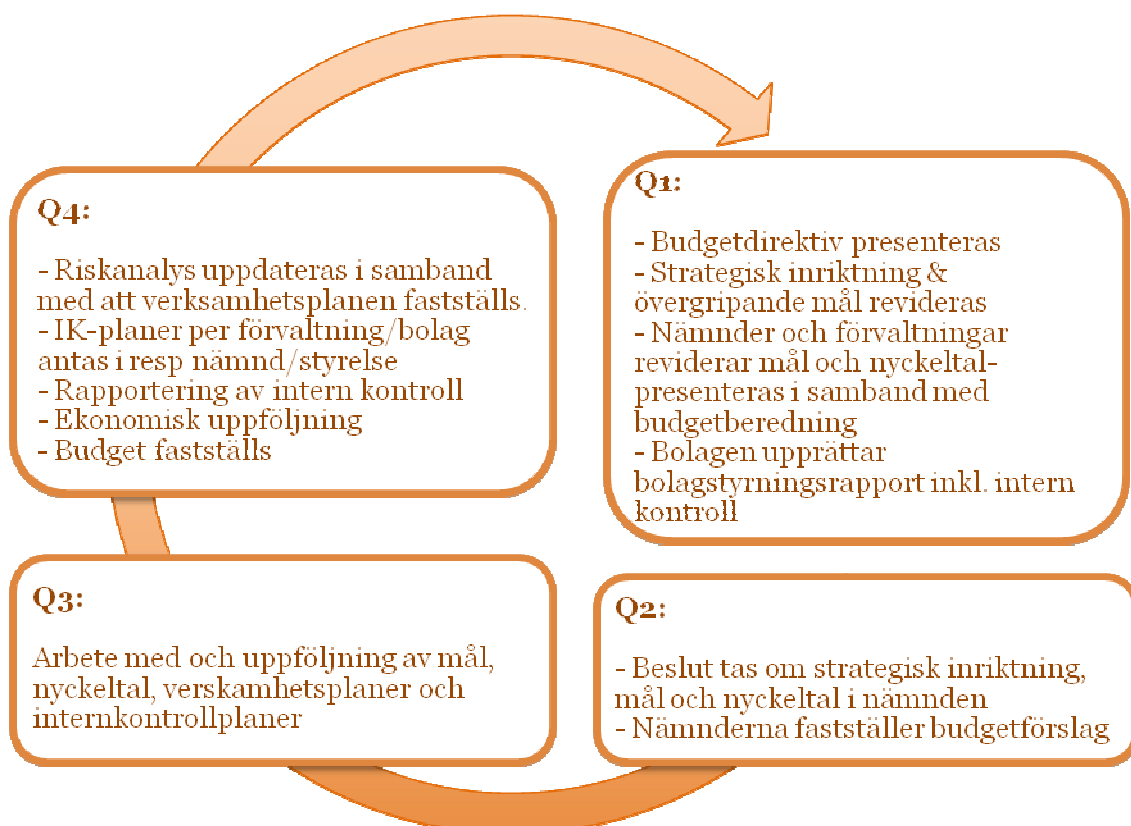 Q4:
- Riskanalys uppdateras i samband
med att verksamhetsplanen fastställs.
- IK-planer per förvaltning/bolag
antas i resp nämnd/styrelse
- Rapportering av intern kontroll
- Ekonomisk uppföljning
- Budget fastställs
Q1:
- Budgetdirektiv presenteras
- Strategisk inriktning &
övergripande mål revideras
- Nämnder och förvaltningar
reviderar mål och nyckeltal-
presenteras i samband med
budgetberedning
- Bolagen upprättar
bolagstyrningsrapport inkl. intern
kontroll
Q3:
Arbete med och uppföljning av mål,
nyckeltal, verskamhetsplaner och
internkontrollplaner
Q2:
- Beslut tas om strategisk inriktning,
mål och nyckeltal i nämnden
- Nämnderna fastställer budgetförslag